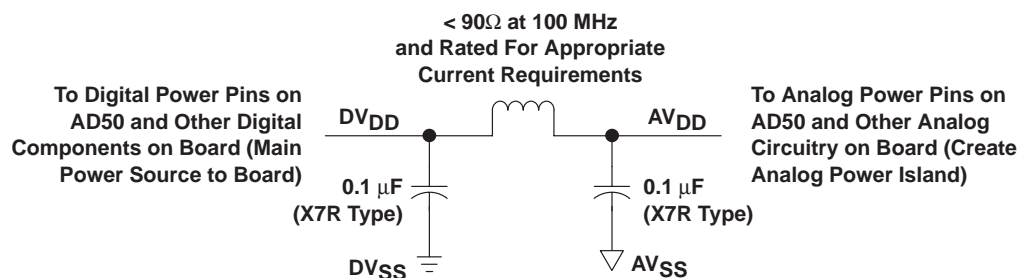 < 90Ω at 100 MHz
and Rated For Appropriate
Current Requirements
To Digital Power Pins on
AD50 and Other Digital
Components on Board (Main
Power Source to Board)
DVDD
AVDD
To Analog Power Pins on
AD50 and Other Analog
Circuitry on Board (Create
Analog Power Island)
0.1 μF
(X7R Type)
0.1 μF
(X7R Type)
DVSS
AVSS